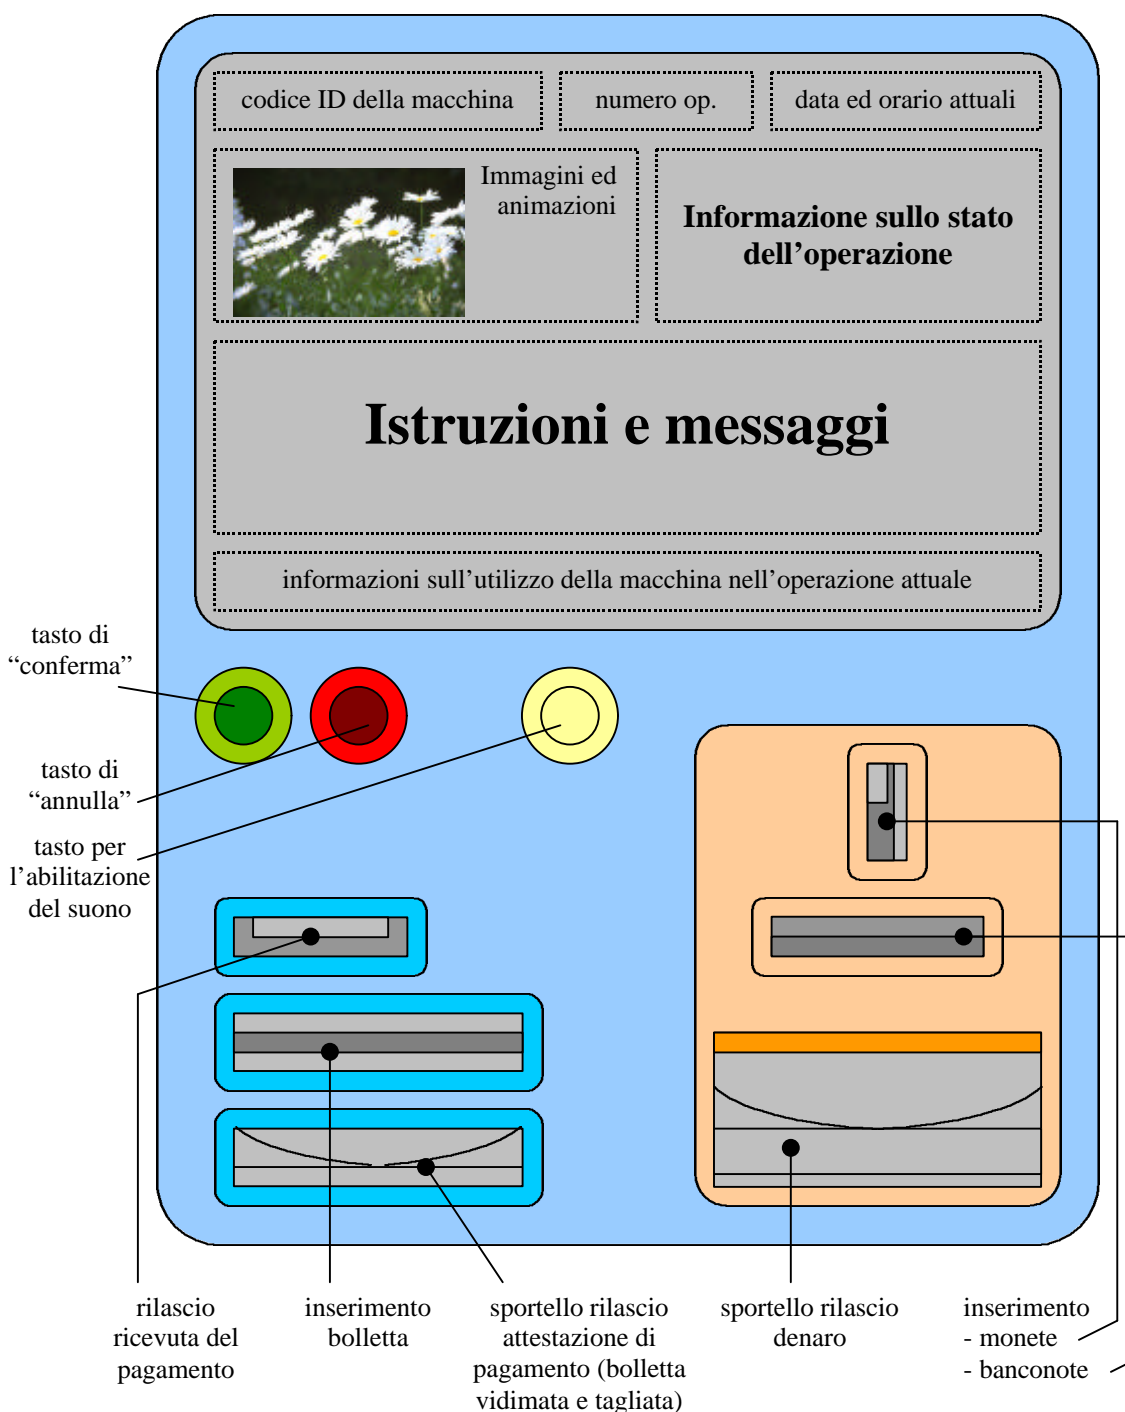 codice ID della macchina
numero op.
data ed orario attuali
Immagini ed
animazioni
Informazione sullo stato
dell’operazione
Istruzioni e messaggi
informazioni sull’utilizzo della macchina nell’operazione attuale
tasto di
“conferma”
tasto di
“annulla”
tasto per
l’abilitazione
del suono
rilascio
ricevuta del
pagamento
inserimento
bolletta
sportello rilascio
attestazione di
pagamento (bolletta
vidimata e tagliata)
sportello rilascio
denaro
inserimento
- monete
- banconote